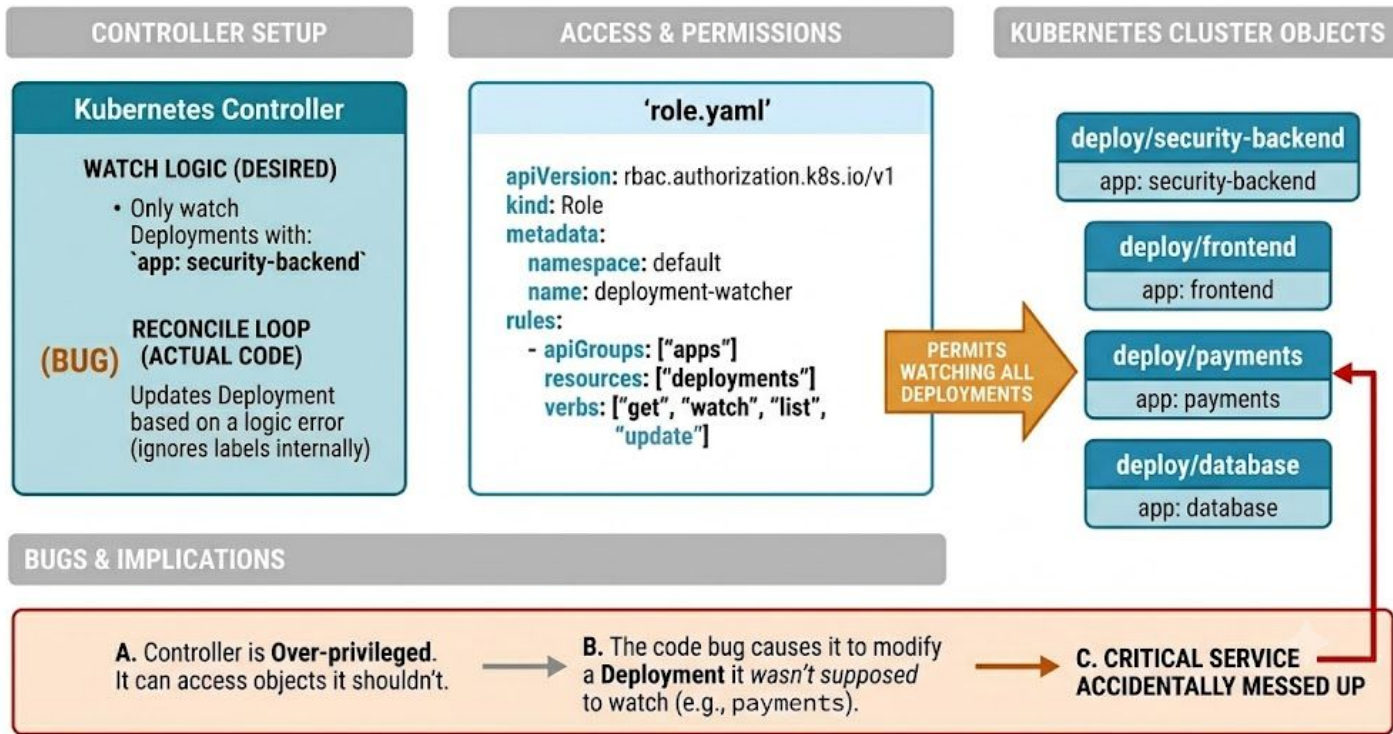 CONTROLLER SETUP
Kubernetes Controller
WATCH LOGIC (DESIRED)
• Only watch
Deployments with:
`app: security-backend`
(BUG)
RECONCILE LOOP
(ACTUAL CODE)
Updates Deployment
based on a logic error
(ignores labels internally)
ACCESS & PERMISSIONS
‘role.yaml’
apiVersion: rbac.authorization.k8s.io/v1
kind: Role
metadata:
namespace: default
name: deployment-watcher
rules:
- apiGroups: [“apps”]
resources: [“deployments”]
verbs: [“get”, “watch”, “list”,
“update”]
PERMITS
WATCHING ALL
DEPLOYMENTS
KUBERNETES CLUSTER OBJECTS
deploy/security-backend
app: security-backend
deploy/frontend
app: frontend
deploy/payments
app: payments
deploy/database
app: database
BUGS & IMPLICATIONS
A. Controller is Over-privileged.
It can access objects it shouldn’t.
B. The code bug causes it to modify
a Deployment it wasn’t supposed
to watch (e.g., payments).
C. CRITICAL SERVICE
ACCIDENTALLY MESSED UP